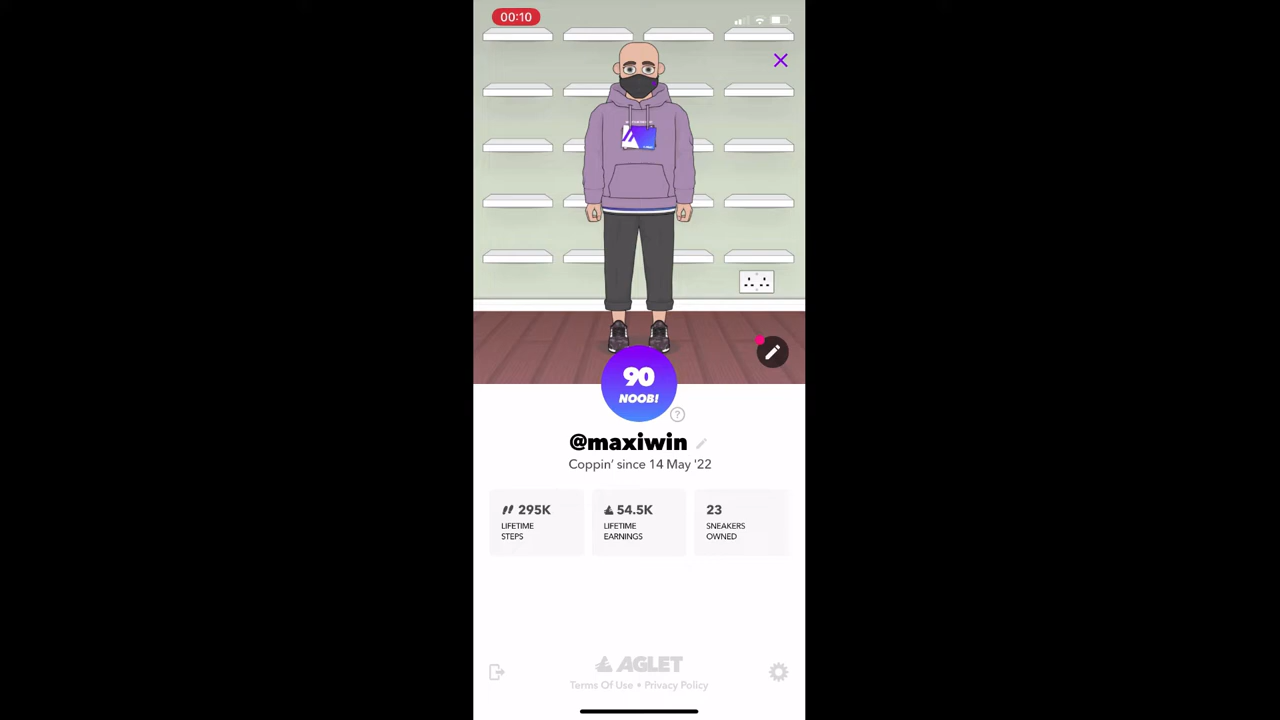 00:10
90
NOOB!
?
@maxiwin
Coppin' since 14 May '22
295K
LIFETIME
STEPS
54.5K
LIFETIME
EARNINGS
23
SNEAKERS
OWNED
AGLET
Terms Of Use • Privacy Policy